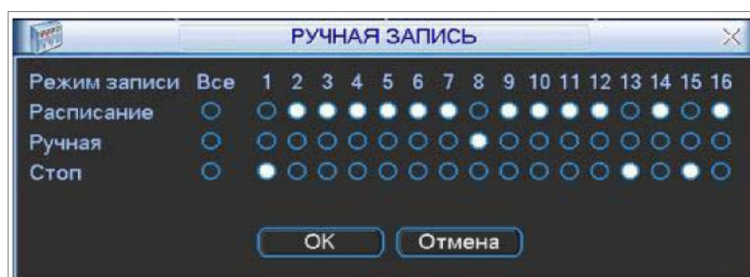 РУЧНАЯ ЗАПИСЬ
Режим записи Все 1 2 3 4 5 6 7 8 9 10 11 12 13 14 15 16
Расписание
Ручная
Стоп
OK Отмена